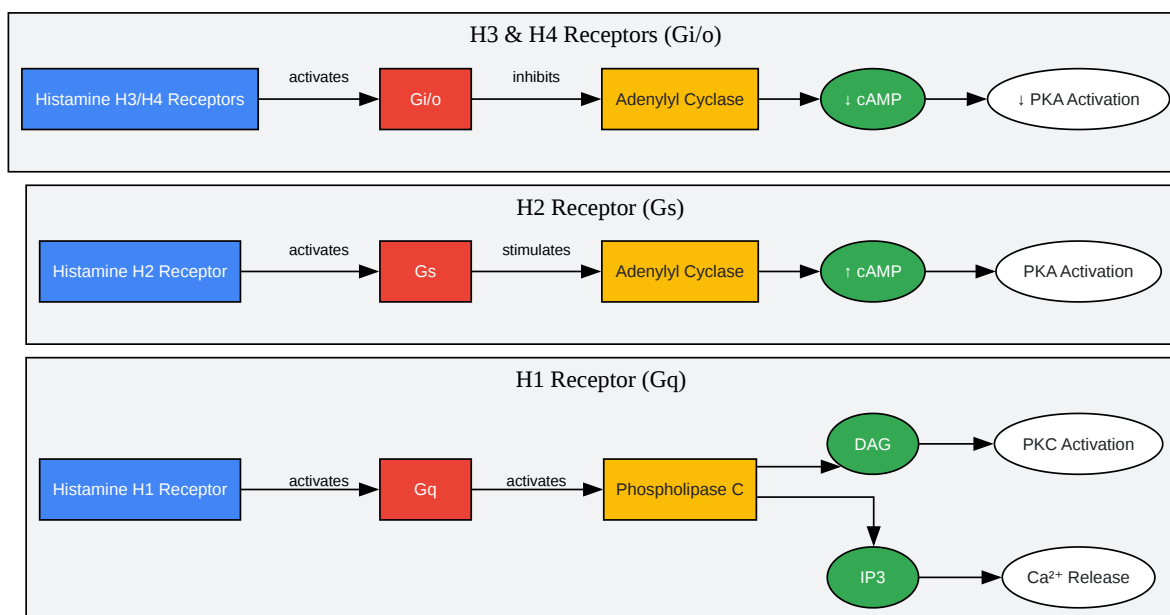 H3 & H4 Receptors (Gi/o)
Histamine H3/H4 Receptors
activates
Gi/o
inhibits
Adenylyl Cyclase
↓ cAMP
↓ PKA Activation
H2 Receptor (Gs)
Histamine H2 Receptor
activates
Gs
stimulates
Adenylyl Cyclase
↑ cAMP
PKA Activation
H1 Receptor (Gq)
Histamine H1 Receptor
activates
Gq
activates
Phospholipase C
DAG
PKC Activation
IP3
Ca²⁺ Release